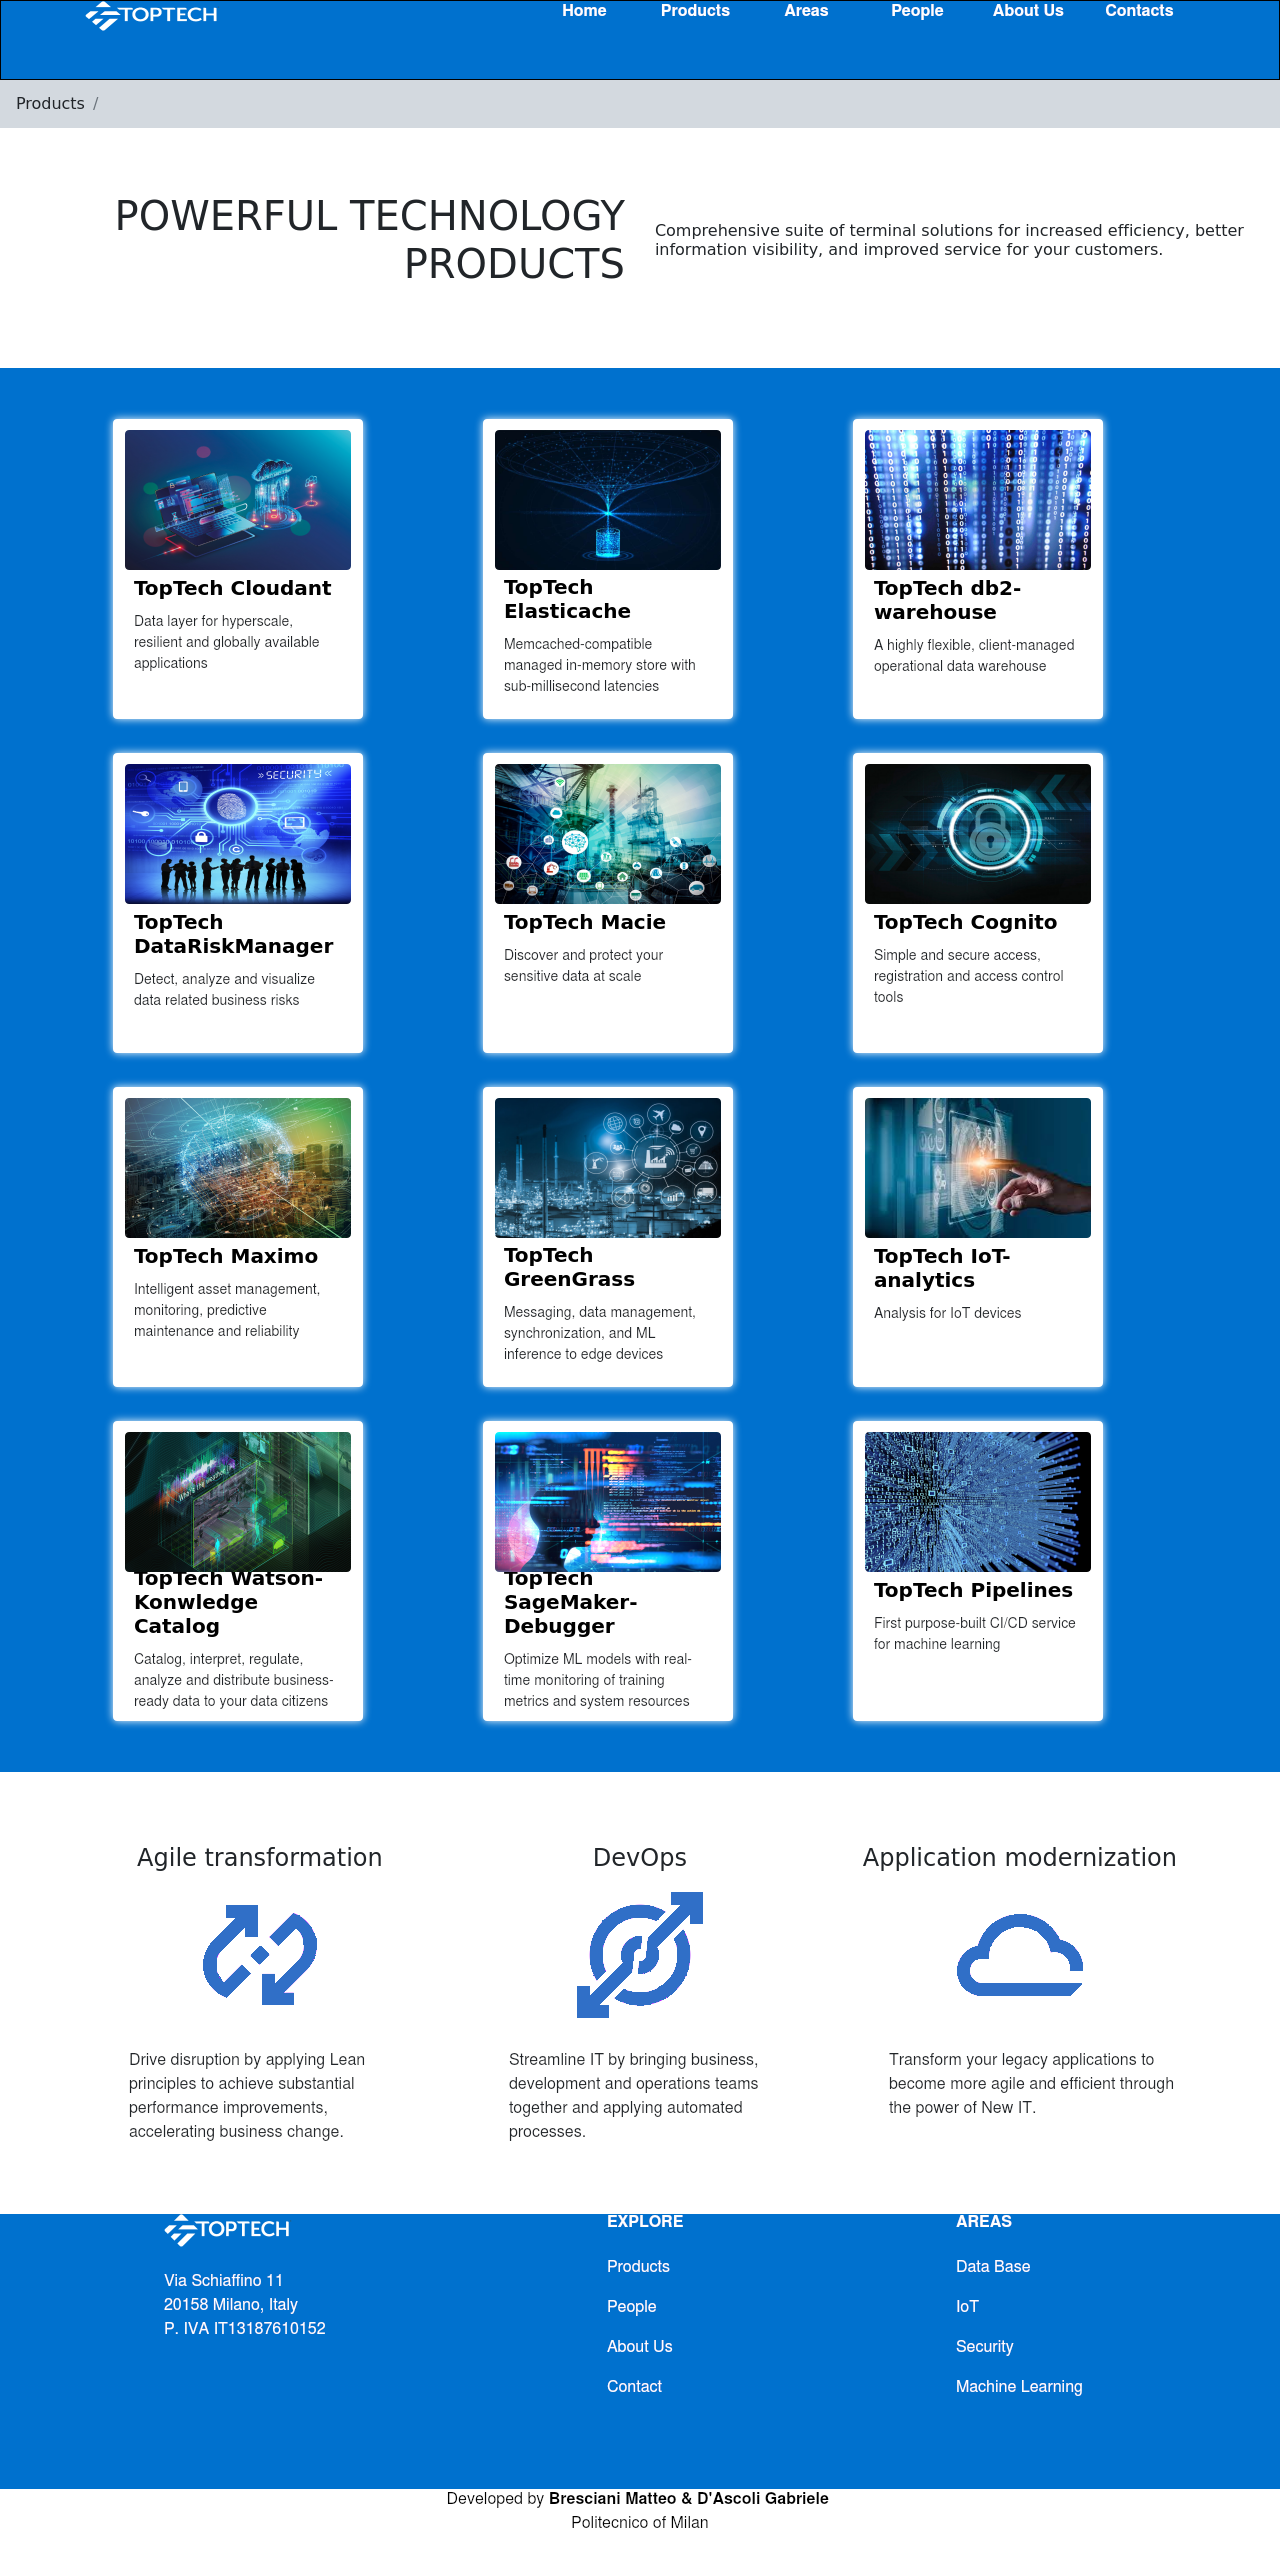 TOPTECH
Home Products Areas People About Us Contacts
Products /
POWERFUL TECHNOLOGY
PRODUCTS
Comprehensive suite of terminal solutions for increased efficiency, better
information visibility, and improved service for your customers.
TopTech Cloudant
Data layer for hyperscale,
resilient and globally available
applications
TopTech
Elasticache
Memcached-compatible
managed in-memory store with
sub-millisecond latencies
TopTech db2-
warehouse
A highly flexible, client-managed
operational data warehouse
» SECURITY «
TopTech
DataRiskManager
Detect, analyze and visualize
data related business risks
TopTech Macie
Discover and protect your
sensitive data at scale
TopTech Cognito
Simple and secure access,
registration and access control
tools
TopTech Maximo
Intelligent asset management,
monitoring, predictive
maintenance and reliability
TopTech
GreenGrass
Messaging, data management,
synchronization, and ML
inference to edge devices
TopTech IoT-
analytics
Analysis for IoT devices
TopTech Watson-
Konwledge
Catalog
Catalog, interpret, regulate,
analyze and distribute business-
ready data to your data citizens
TopTech
SageMaker-
Debugger
Optimize ML models with real-
time monitoring of training
metrics and system resources
TopTech Pipelines
First purpose-built CI/CD service
for machine learning
Agile transformation
Drive disruption by applying Lean
principles to achieve substantial
performance improvements,
accelerating business change.
DevOps
Streamline IT by bringing business,
development and operations teams
together and applying automated
processes.
Application modernization
Transform your legacy applications to
become more agile and efficient through
the power of New IT.
TOPTECH
Via Schiaffino 11
20158 Milano, Italy
P. IVA IT13187610152
EXPLORE
Products
People
About Us
Contact
AREAS
Data Base
IoT
Security
Machine Learning
Developed by Bresciani Matteo & D'Ascoli Gabriele
Politecnico of Milan